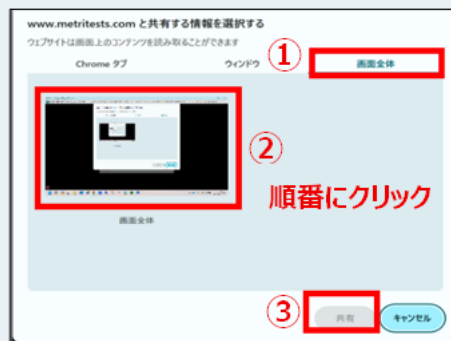 www.metritests.com と共有する情報を選択する
ウェブサイトは画面上のコンテンツを読み取ることができます
Chrome タブ
ウィンドウ
①
画面全体
②
順番にクリック
画面全体
③
共有
キャンセル